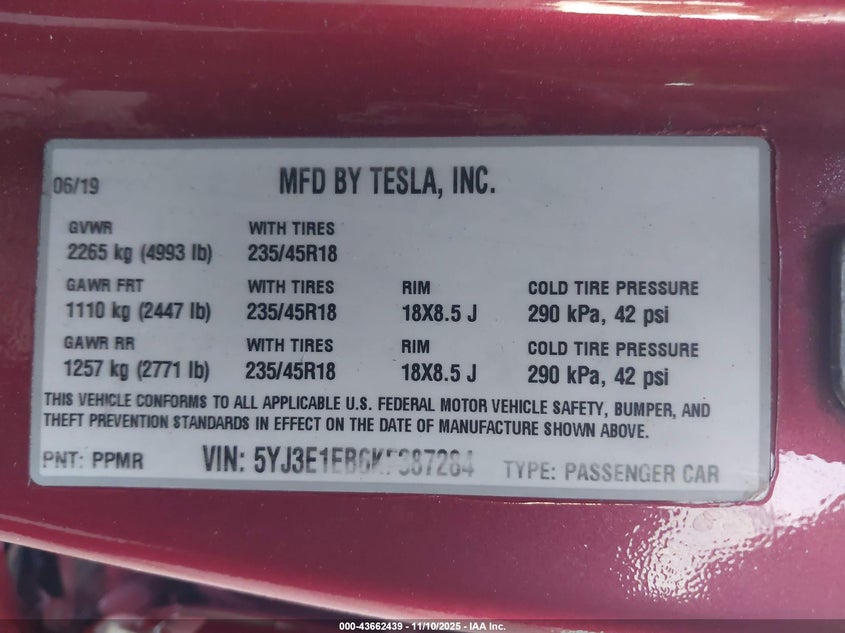 06/19
MFD BY TESLA, INC.
GVWR WITH TIRES
2265 kg (4993 lb) 235/45R18
GAWR FRT WITH TIRES RIM COLD TIRE PRESSURE
1110 kg (2447 lb) 235/45R18 18X8.5 J 290 kPa, 42 psi
GAWR RR WITH TIRES RIM COLD TIRE PRESSURE
1257 kg (2771 lb) 235/45R18 18X8.5 J 290 kPa, 42 psi
THIS VEHICLE CONFORMS TO ALL APPLICABLE U.S. FEDERAL MOTOR VEHICLE SAFETY, BUMPER, AND
THEFT PREVENTION STANDARDS IN EFFECT ON THE DATE OF MANUFACTURE SHOWN ABOVE.
PNT: PPMR VIN: 5YJ3E1EB6KF387284 TYPE: PASSENGER CAR
000-43662439 - 11/10/2025 - IAA Inc.